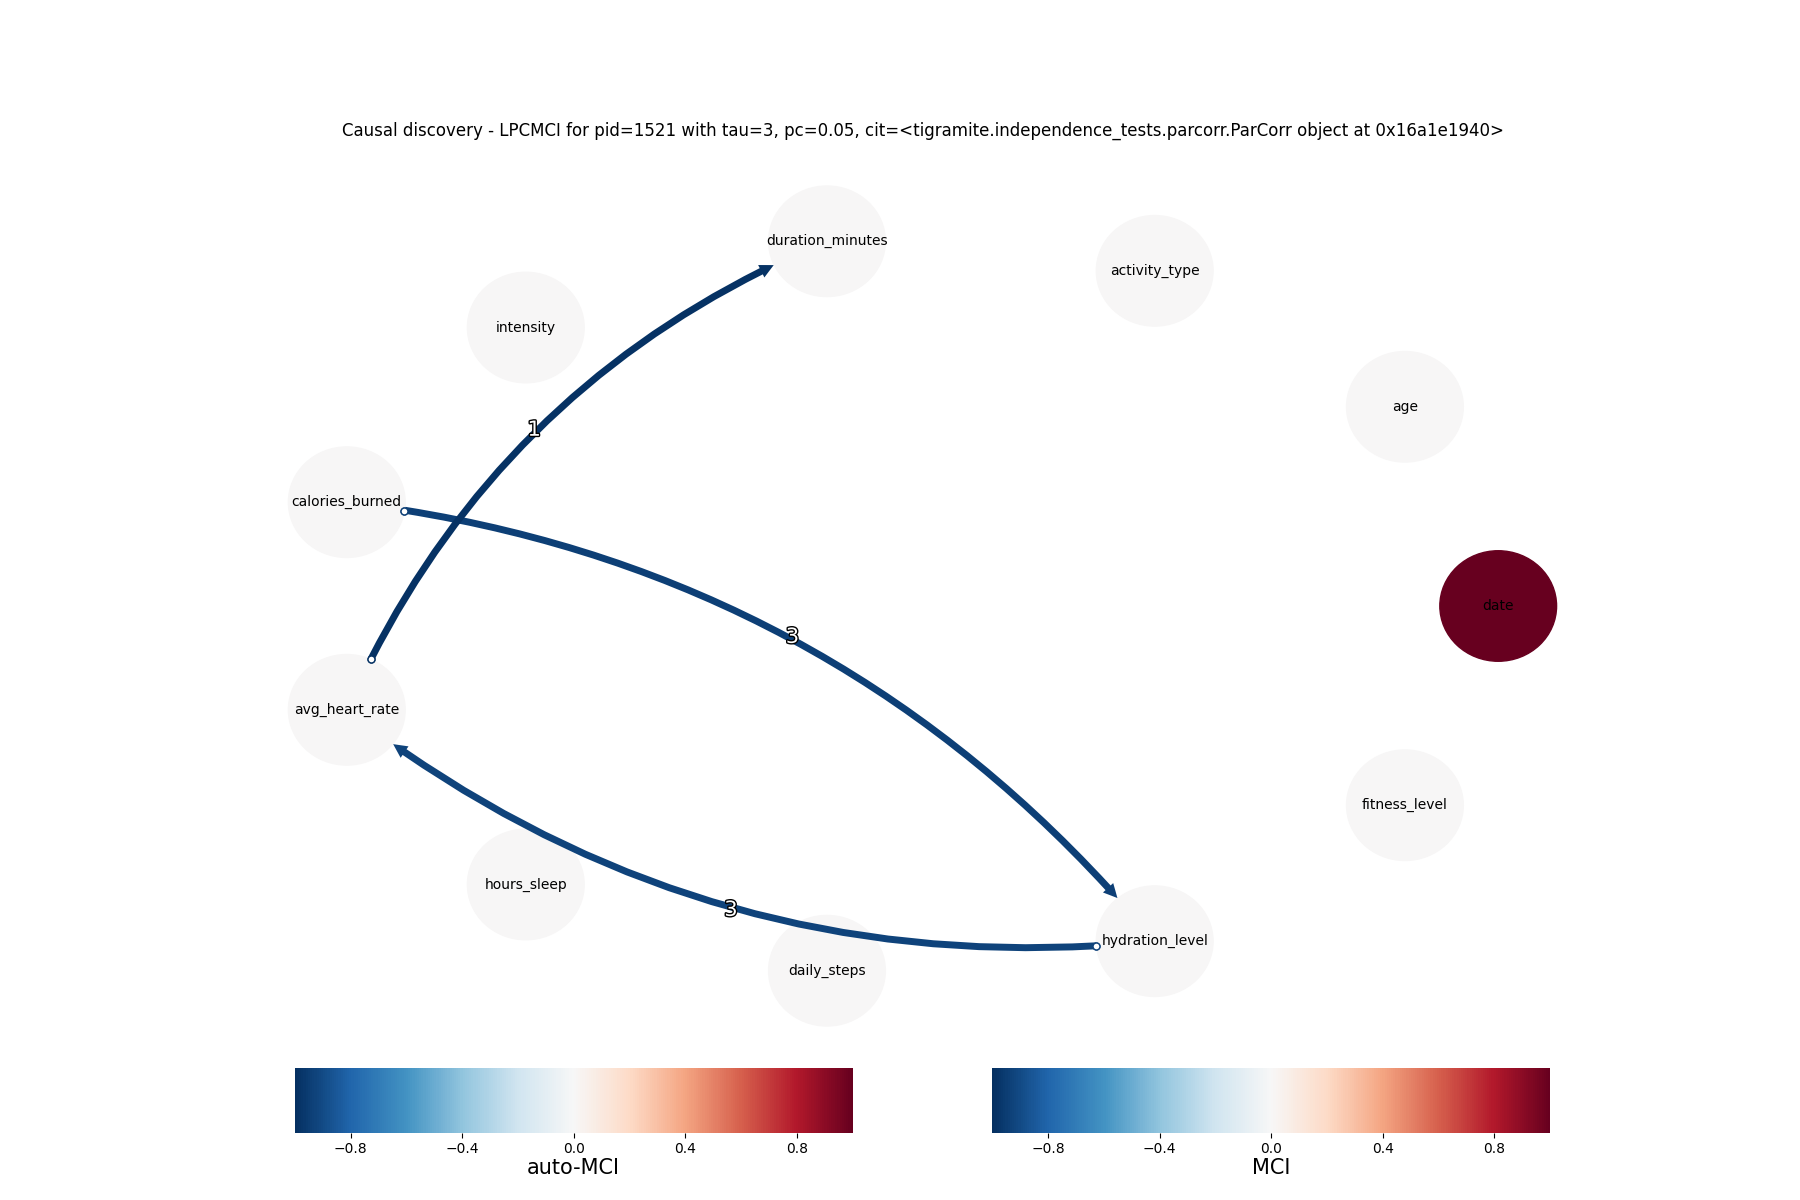 Causal discovery - LPCMCI for pid=1521 with tau=3, pc=0.05, cit=<tigramite.independence_tests.parcorr.ParCorr object at 0x16a1e1940>
duration_minutes
activity_type
intensity
age
1
calories_burned
date
3
avg_heart_rate
fitness_level
hours_sleep
3
hydration_level
daily_steps
−0.8 −0.4 0.0 0.4 0.8
auto-MCI
−0.8 −0.4 0.0 0.4 0.8
MCI